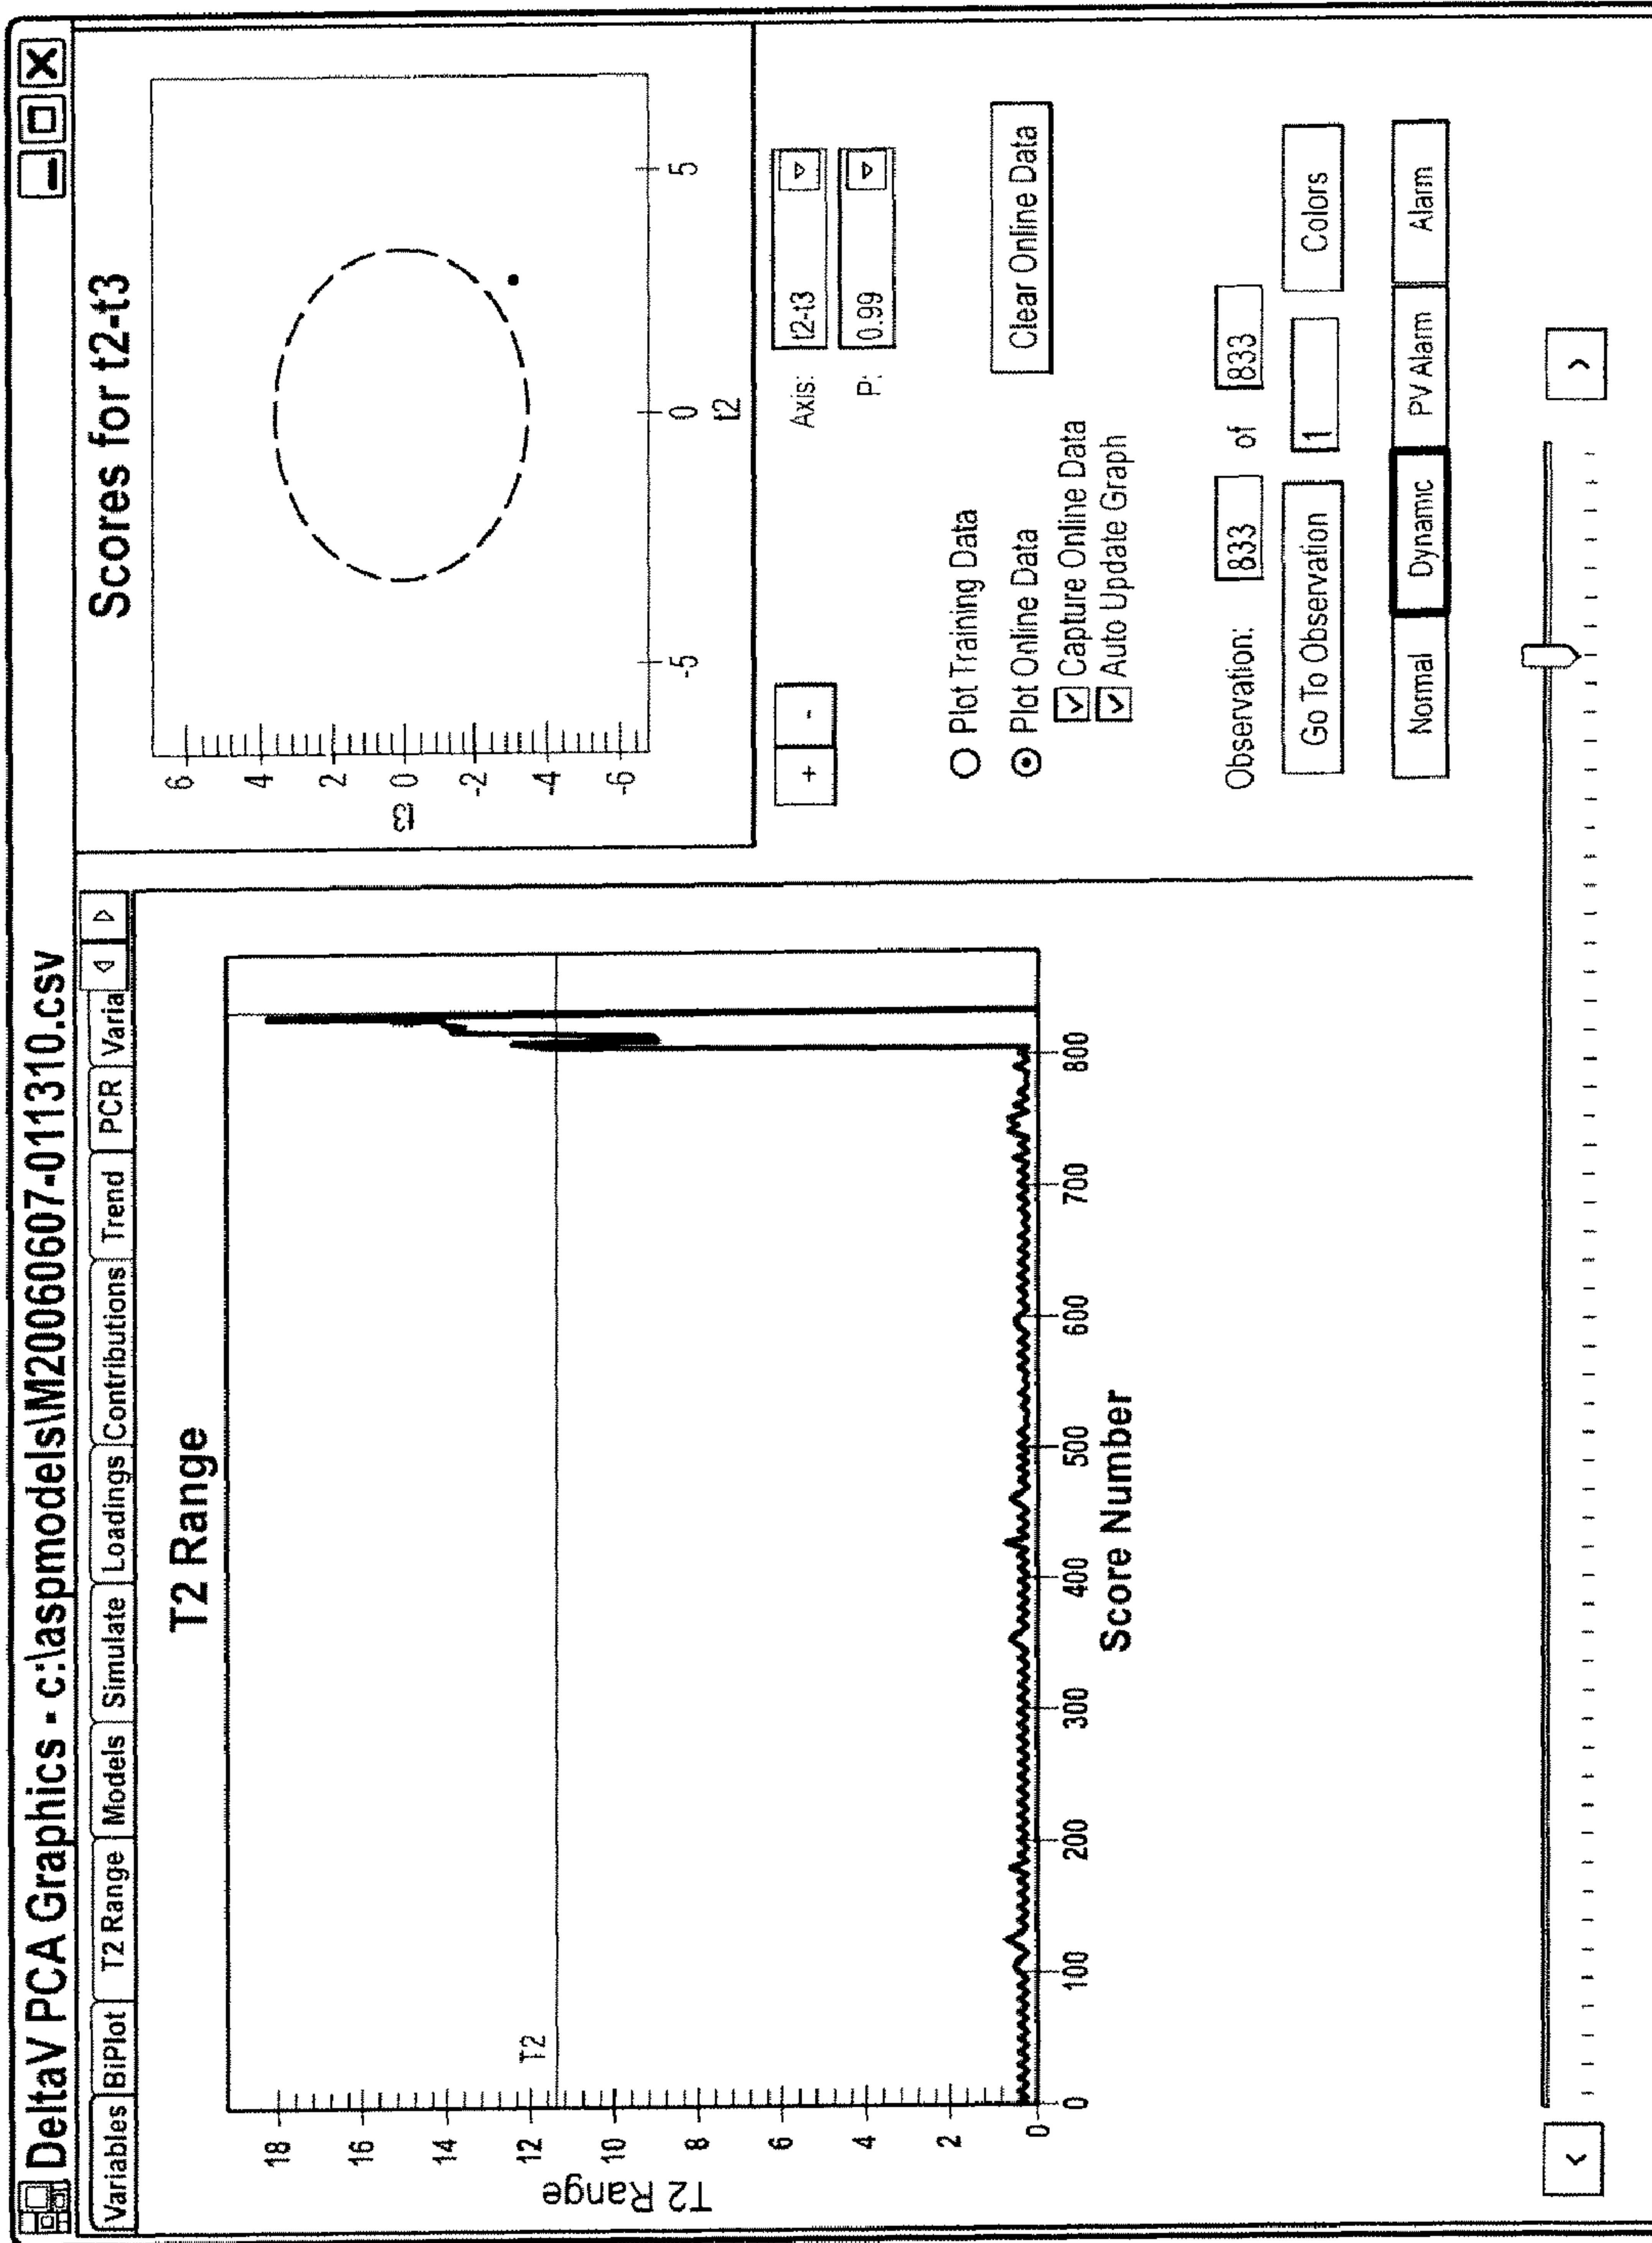 DeltaV PCA Graphics - c:\aspmodels\M20060607-011310.csv
Variables BiPlot T2 Range Models Simulate Loadings Contributions Trend PCR Varia
T2 Range
T2 Range
18
16
14
12
10
8
6
4
2
0
T2
0 100 200 300 400 500 600 700 800
Score Number
Scores for t2-t3
t3
6
4
2
0
-2
-4
-6
-5 0 5
t2
+ -
Axis: t2-t3
P: 0.99
Plot Training Data
Plot Online Data
Capture Online Data
Auto Update Graph
Clear Online Data
Observation: 833 of 833
Go To Observation 1 Colors
Normal Dynamic PV Alarm Alarm
< >